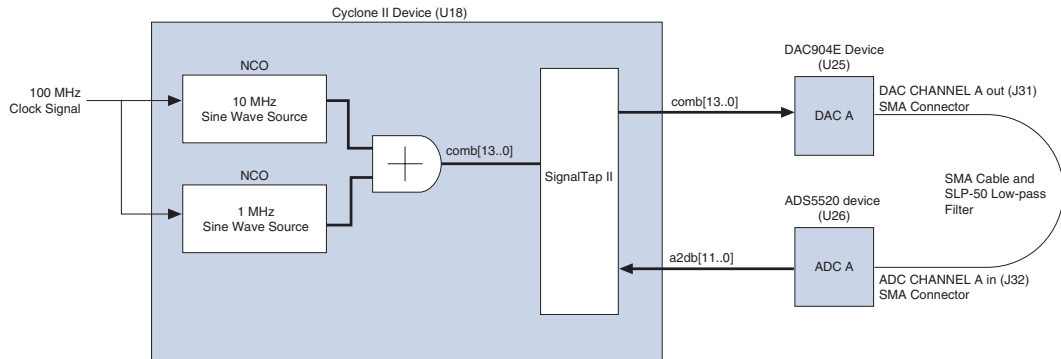 Cyclone II Device (U18)
NCO
100 MHz
Clock Signal
10 MHz
Sine Wave Source
NCO
1 MHz
Sine Wave Source
comb[13..0]
SignalTap II
comb[13..0]
a2db[11..0]
DAC904E Device
(U25)
DAC A
DAC CHANNEL A out (J31)
SMA Connector
SMA Cable and
SLP-50 Low-pass
Filter
ADS5520 device
(U26)
ADC A
ADC CHANNEL A in (J32)
SMA Connector